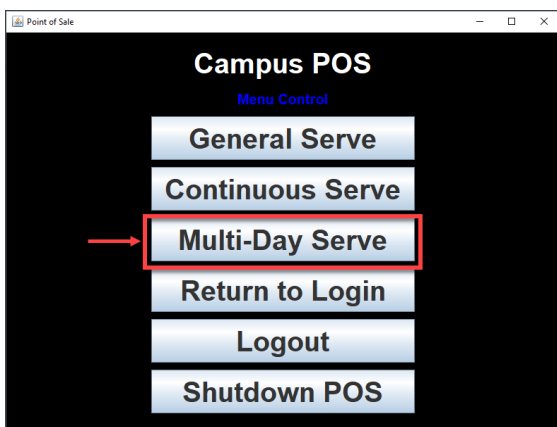 Point of Sale
Campus POS
Menu Control
General Serve
Continuous Serve
Multi-Day Serve
Return to Login
Logout
Shutdown POS